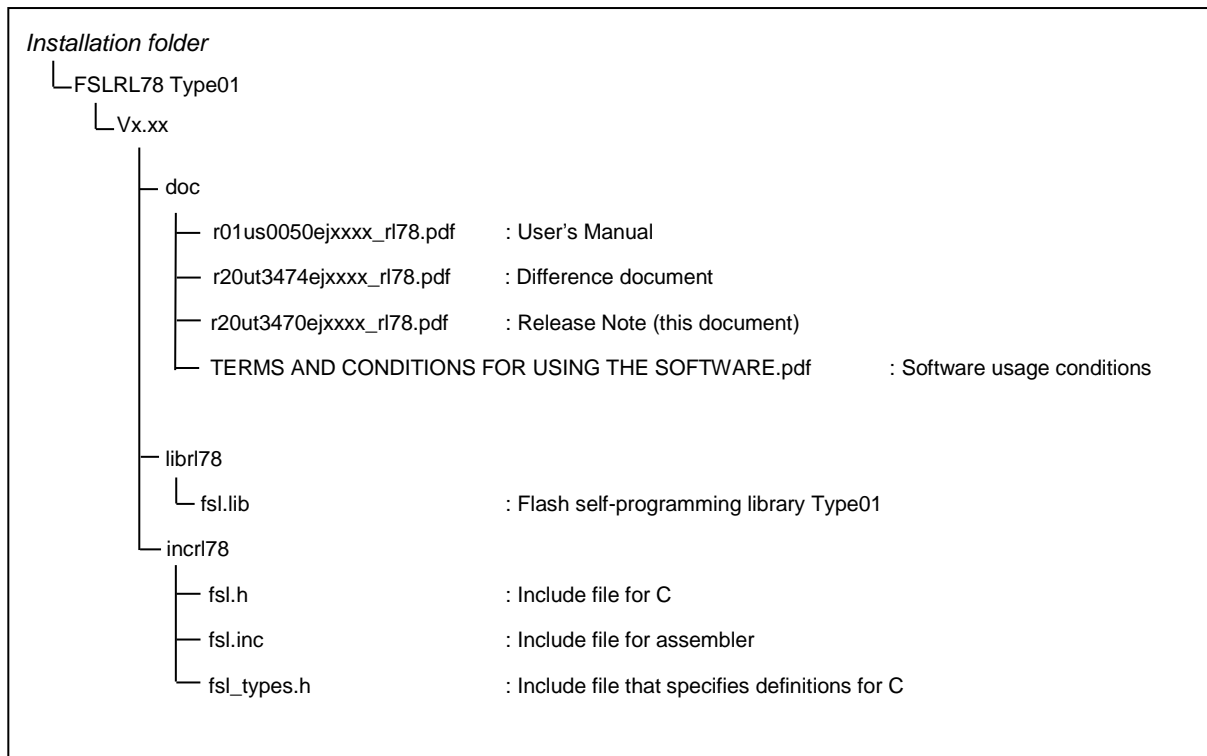 Installation folder
FSLRL78 Type01
Vx.xx
doc
r01us0050ejxxxx_rl78.pdf : User’s Manual
r20ut3474ejxxxx_rl78.pdf : Difference document
r20ut3470ejxxxx_rl78.pdf : Release Note (this document)
TERMS AND CONDITIONS FOR USING THE SOFTWARE.pdf : Software usage conditions
librl78
fsl.lib : Flash self-programming library Type01
incrl78
fsl.h : Include file for C
fsl.inc : Include file for assembler
fsl_types.h : Include file that specifies definitions for C